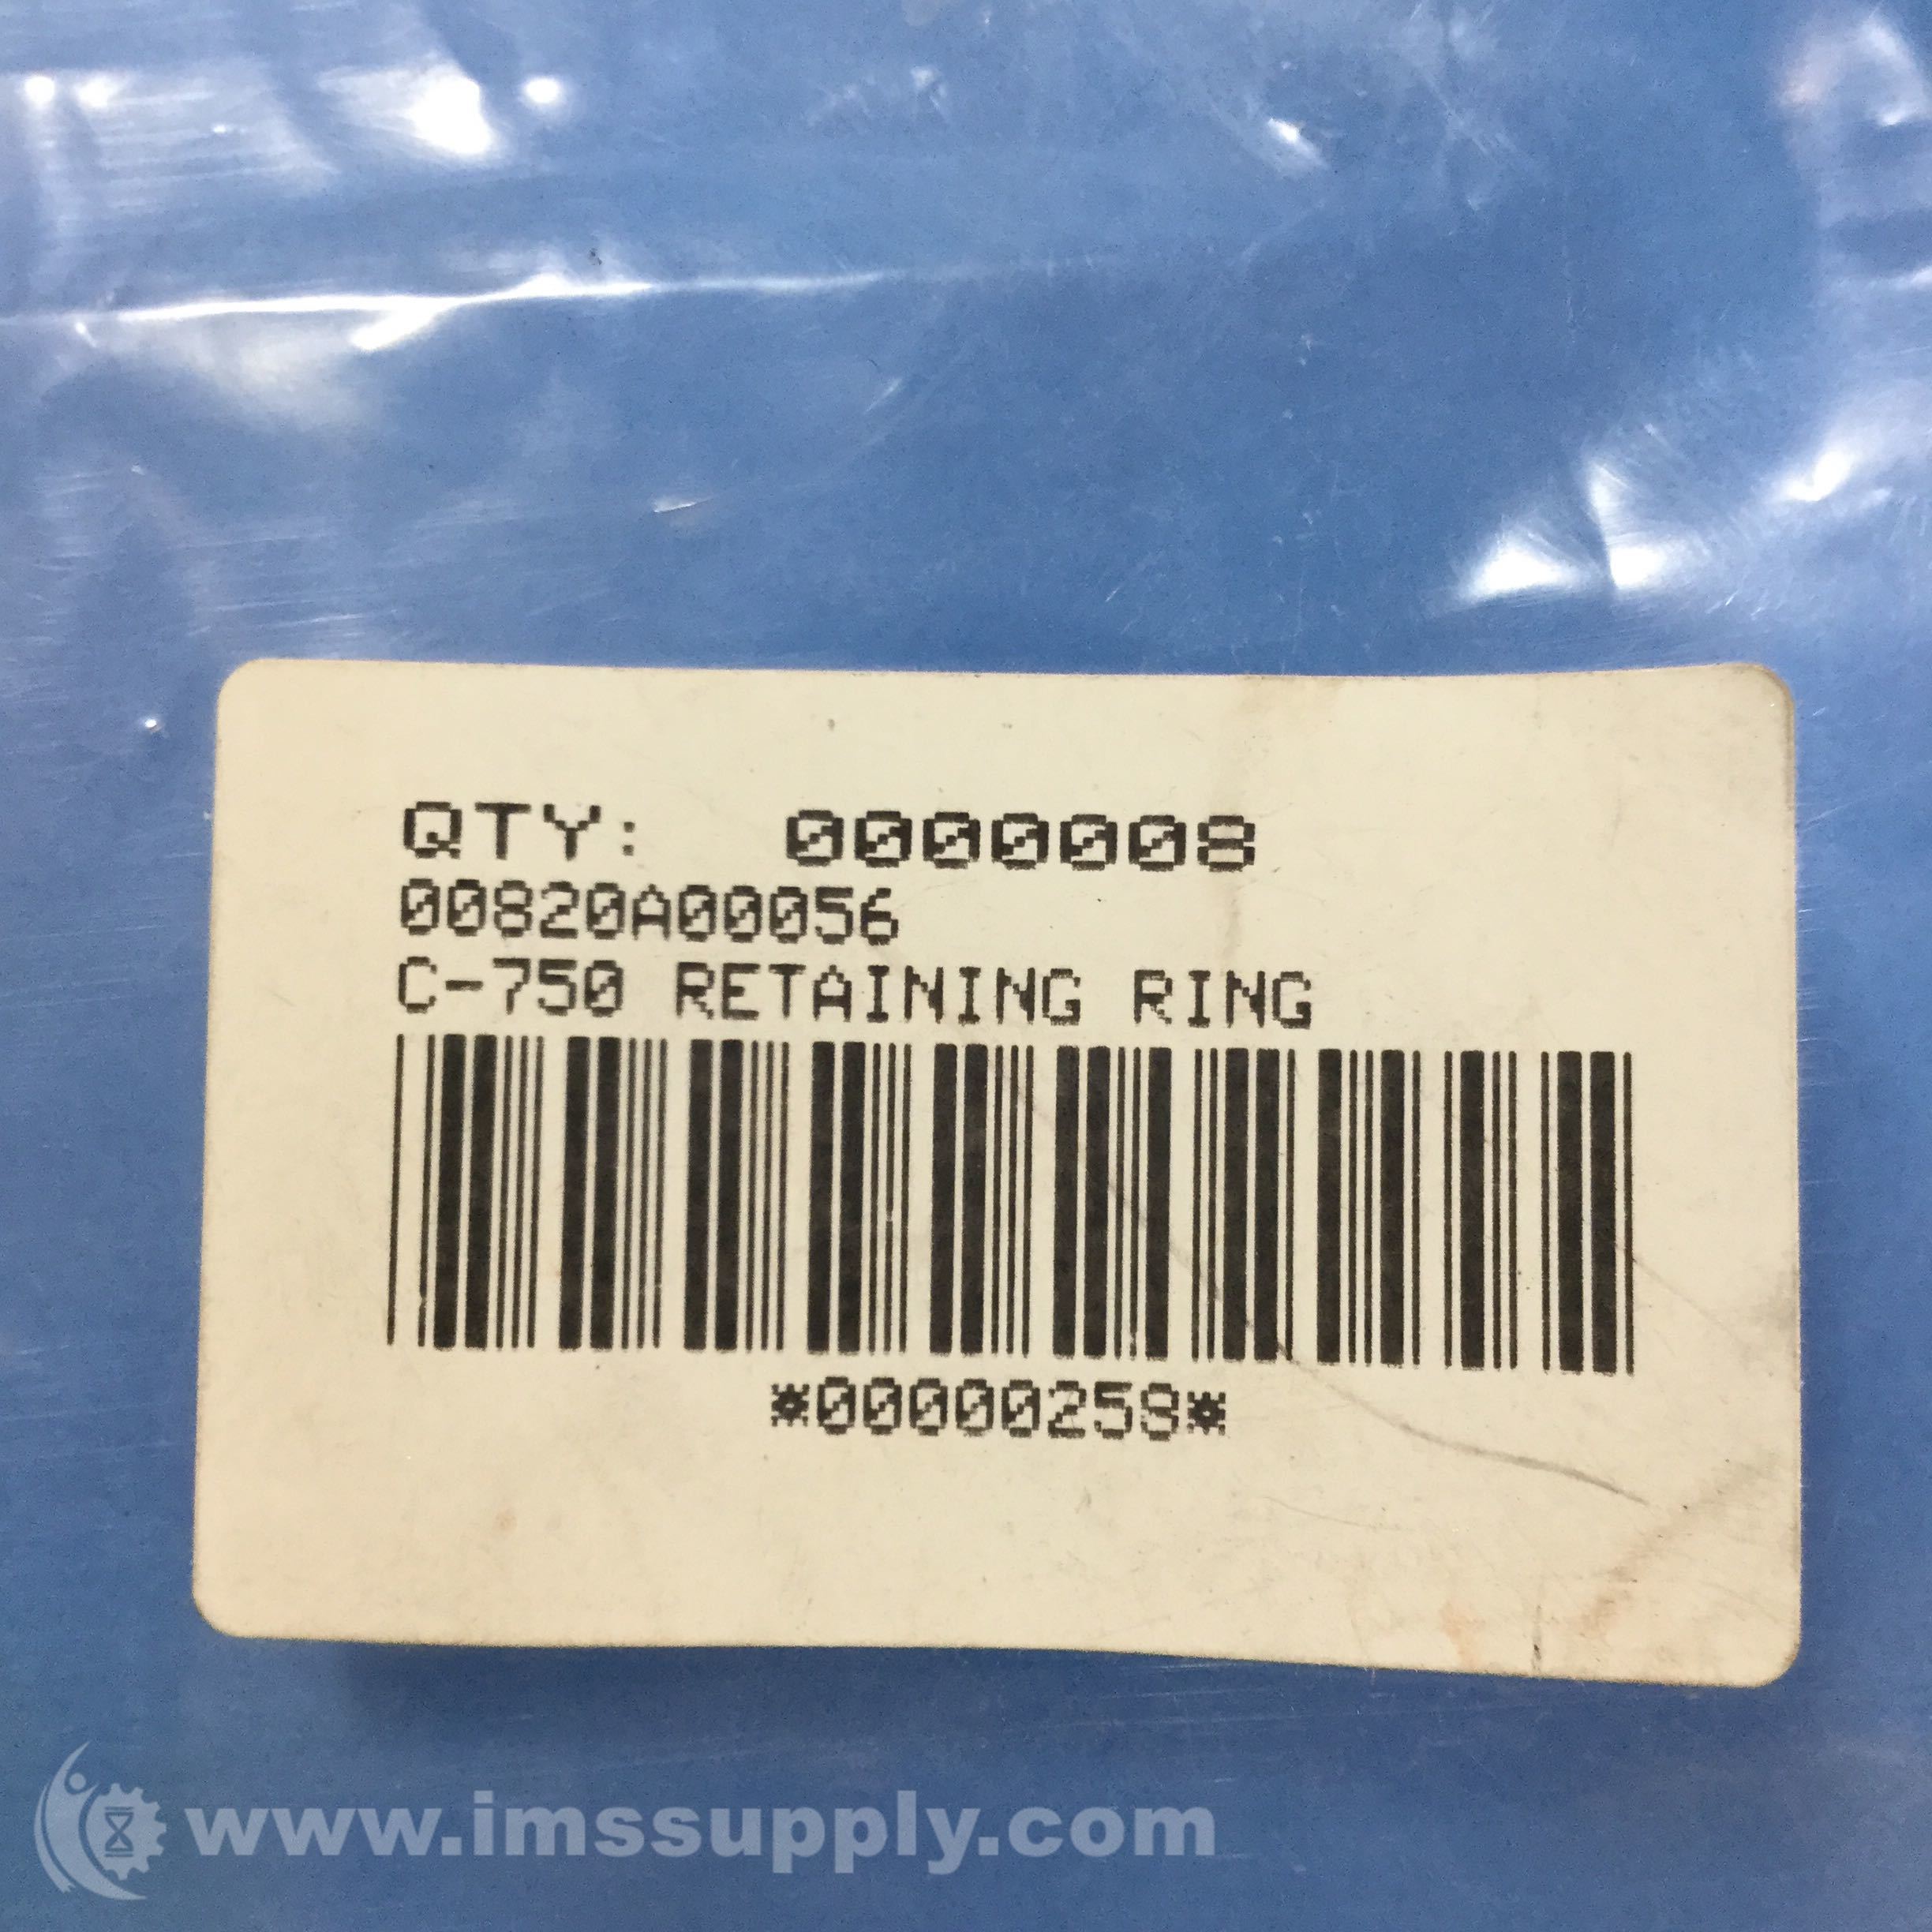 QTY: 0000008
00820A00056
C-750 RETAINING RING
*00000259*
www.imssupply.com